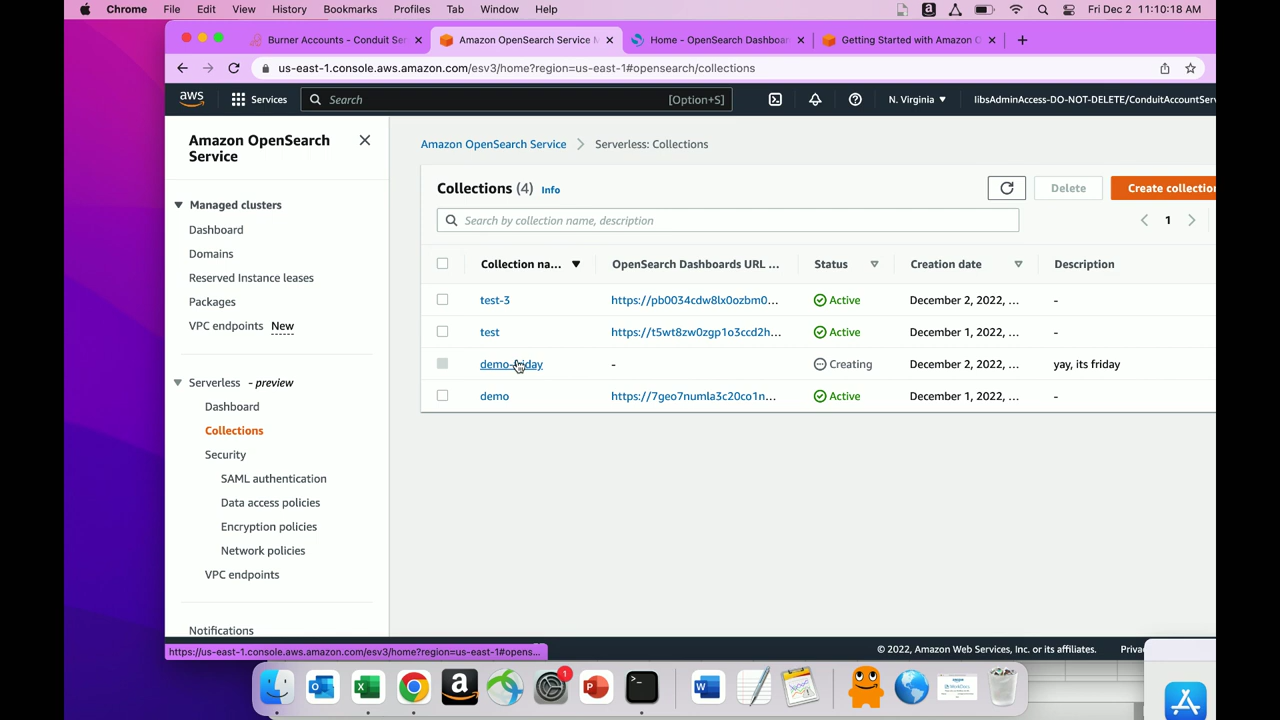 Chrome File Edit View History Bookmarks Profiles Tab Window Help Fri Dec 2 11:10:18 AM
Burner Accounts - Conduit Ser
Amazon OpenSearch Service M
Home - OpenSearch Dashboar
Getting Started with Amazon O
us-east-1.console.aws.amazon.com/esv3/home?region=us-east-1#opensearch/collections
aws Services Search [Option+S] N. Virginia libsAdminAccess-DO-NOT-DELETE/ConduitAccountServ
Amazon OpenSearch
Service
Managed clusters
Dashboard
Domains
Reserved Instance leases
Packages
VPC endpoints New
Serverless - preview
Dashboard
Collections
Security
SAML authentication
Data access policies
Encryption policies
Network policies
VPC endpoints
Notifications
Amazon OpenSearch Service Serverless: Collections
Collections (4) Info Delete Create collection
Search by collection name, description 1
Collection na... OpenSearch Dashboards URL ... Status Creation date Description
test-3 https://pb0034cdw8lx0ozbm0... Active December 2, 2022, ... -
test https://t5wt8zw0zgp1o3ccd2h... Active December 1, 2022, ... -
demo-friday - Creating December 2, 2022, ... yay, its friday
demo https://7geo7numla3c20co1n... Active December 1, 2022, ... -
https://us-east-1.console.aws.amazon.com/esv3/home?region=us-east-1#opens...
© 2022, Amazon Web Services, Inc. or its affiliates. Priva
1